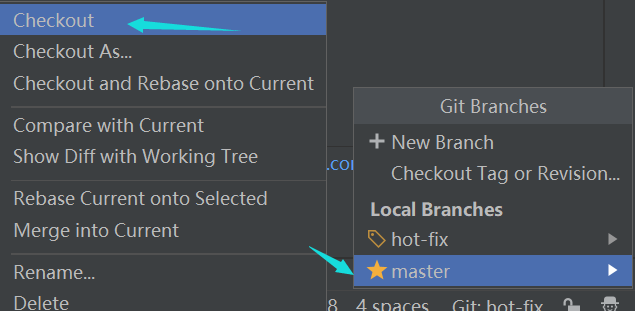 Checkout
Checkout As...
Checkout and Rebase onto Current
Compare with Current
Show Diff with Working Tree
Rebase Current onto Selected
Merge into Current
Rename...
Delete
Git Branches
New Branch
Checkout Tag or Revision...
Local Branches
hot-fix
master
.com
8 4 spaces Git: hot-fix